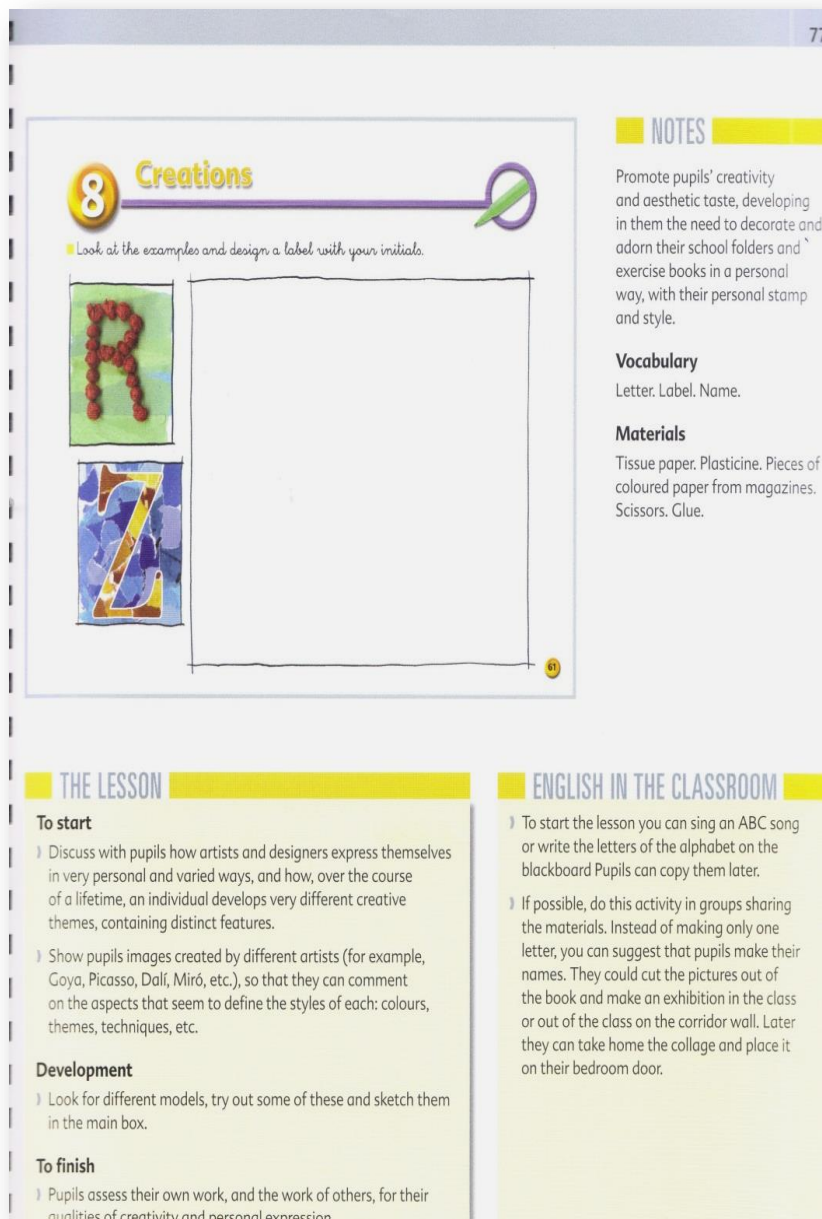 77
8
Creations
Look at the examples and design a label with your initials.
R
Z
61
NOTES
Promote pupils' creativity
and aesthetic taste, developing
in them the need to decorate and
adorn their school folders and `
exercise books in a personal
way, with their personal stamp
and style.
Vocabulary
Letter. Label. Name.
Materials
Tissue paper. Plasticine. Pieces of
coloured paper from magazines.
Scissors. Glue.
THE LESSON
To start
Discuss with pupils how artists and designers express themselves
in very personal and varied ways, and how, over the course
of a lifetime, an individual develops very different creative
themes, containing distinct features.
Show pupils images created by different artists (for example,
Goya, Picasso, Dalí, Miró, etc.), so that they can comment
on the aspects that seem to define the styles of each: colours,
themes, techniques, etc.
Development
Look for different models, try out some of these and sketch them
in the main box.
To finish
Pupils assess their own work, and the work of others, for their
qualities of creativity and personal expression
ENGLISH IN THE CLASSROOM
To start the lesson you can sing an ABC song
or write the letters of the alphabet on the
blackboard Pupils can copy them later.
If possible, do this activity in groups sharing
the materials. Instead of making only one
letter, you can suggest that pupils make their
names. They could cut the pictures out of
the book and make an exhibition in the class
or out of the class on the corridor wall. Later
they can take home the collage and place it
on their bedroom door.